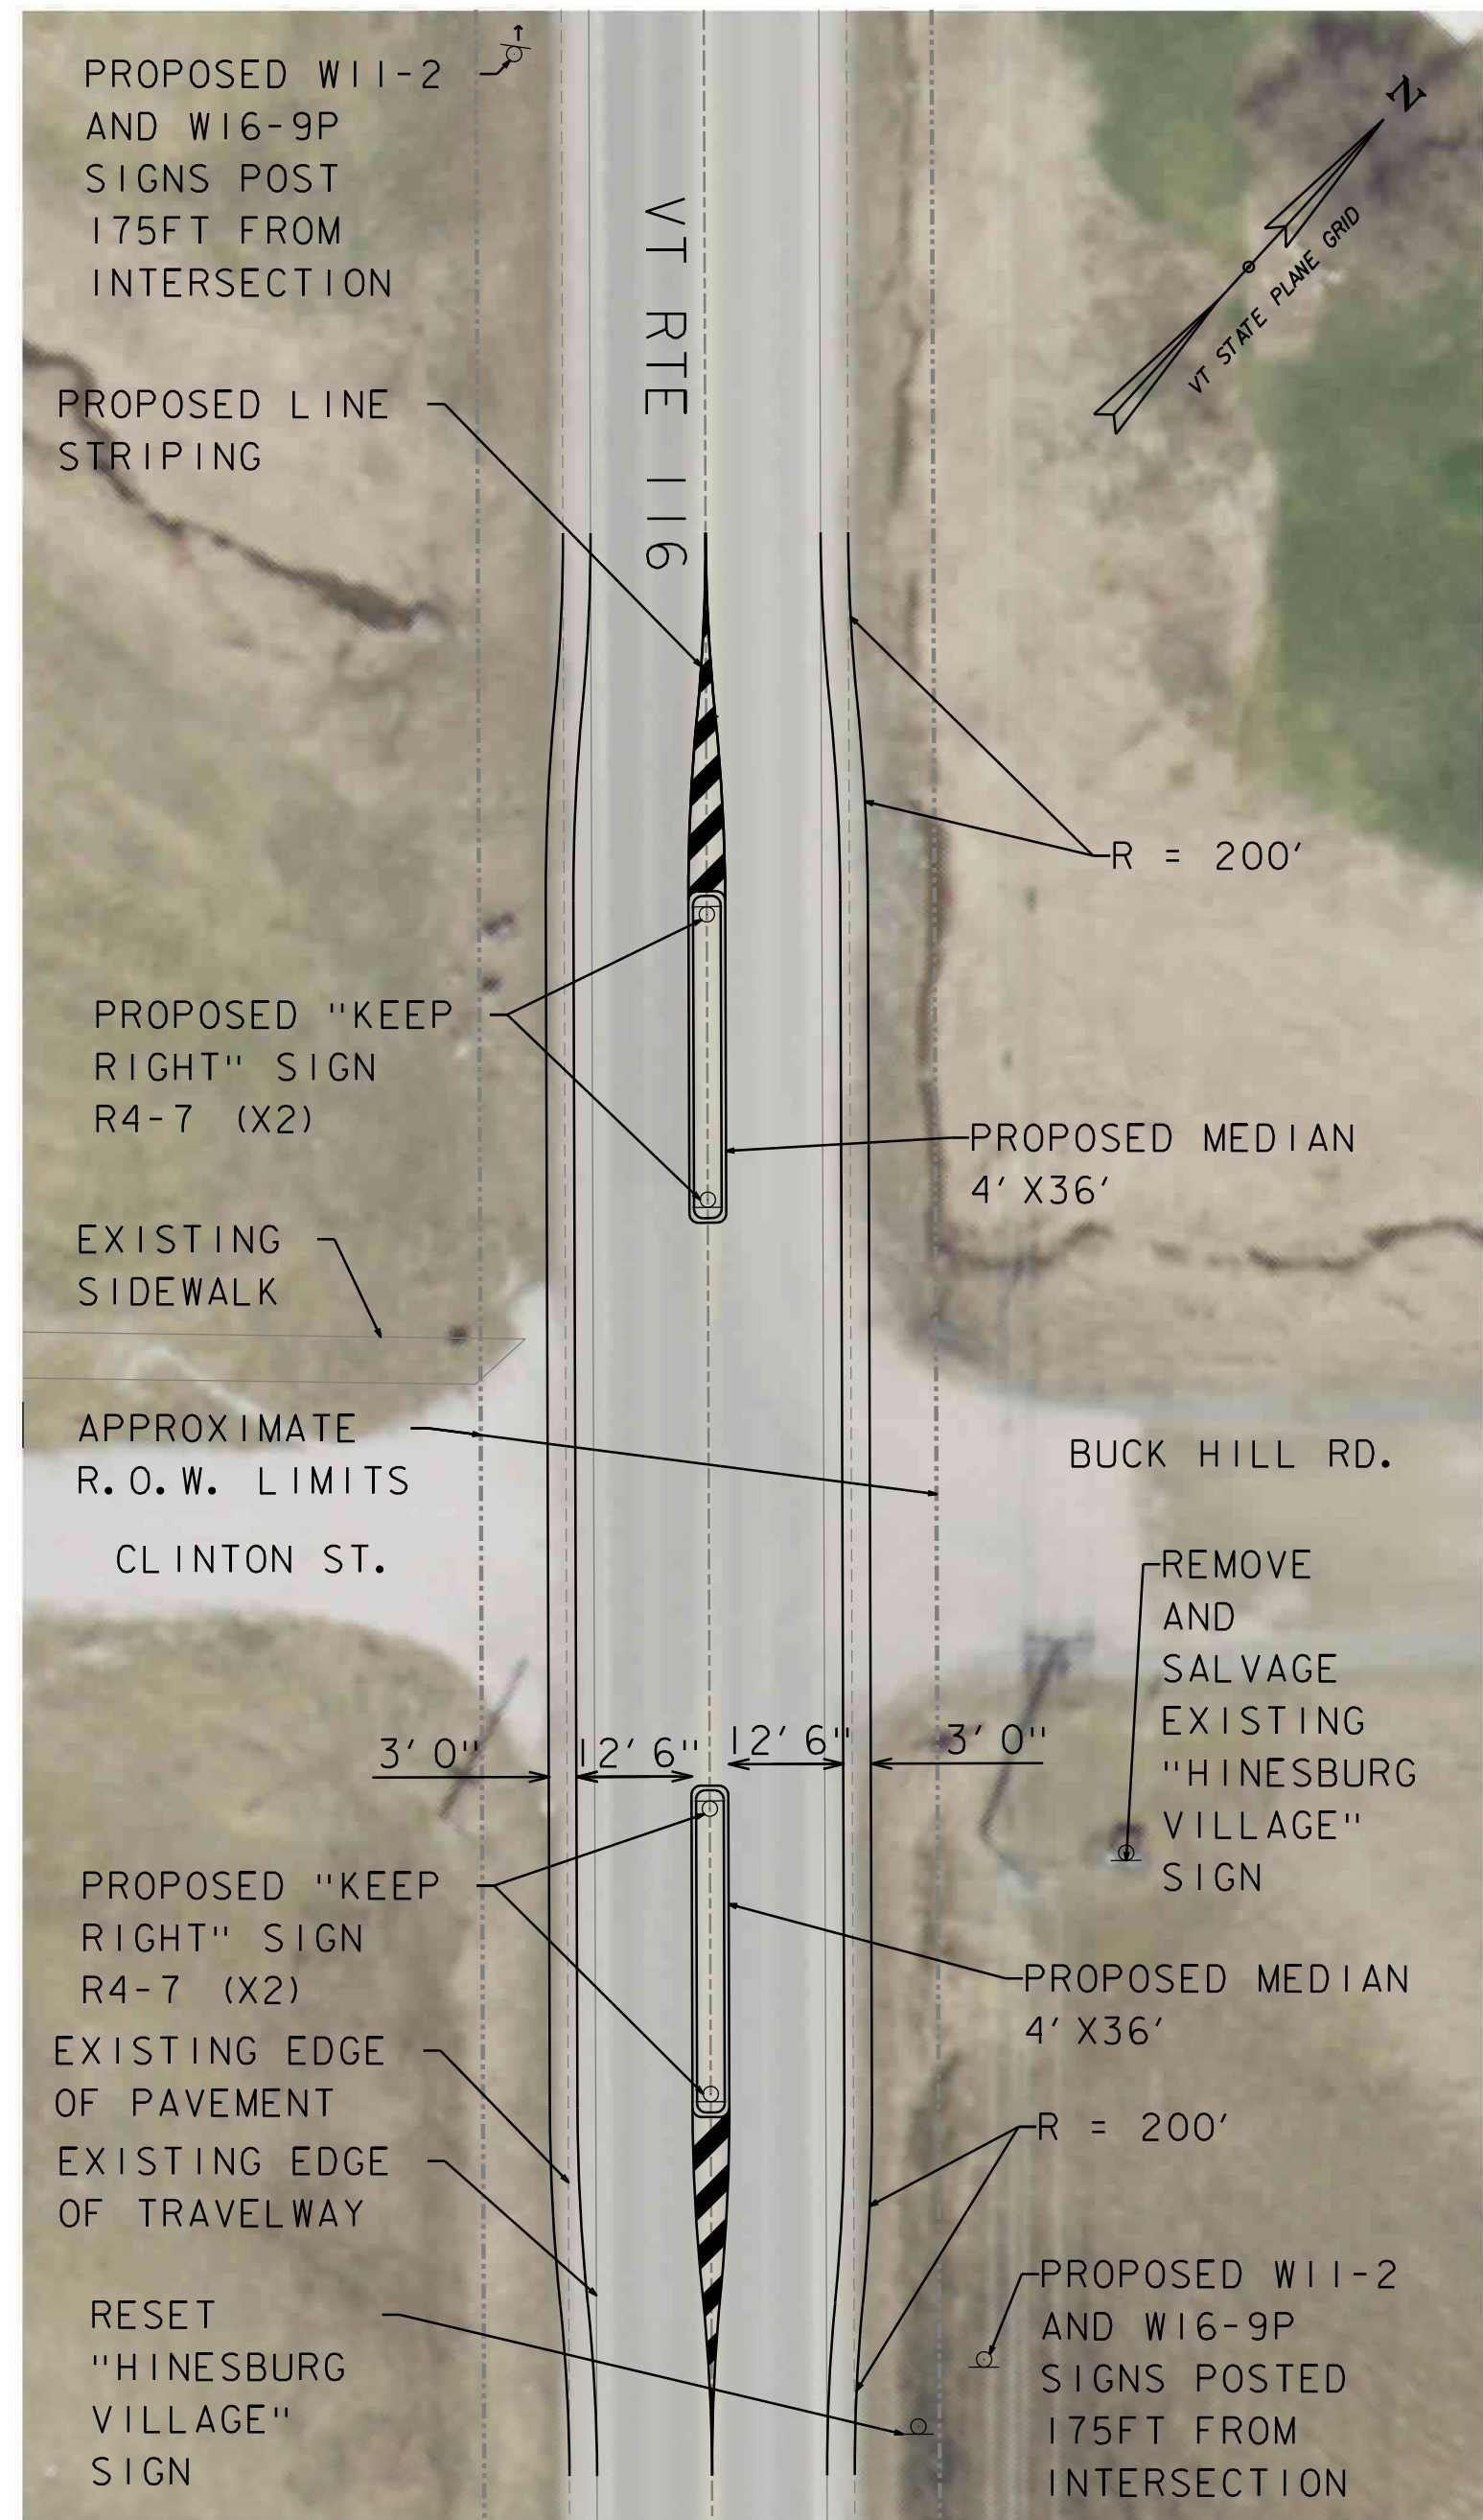 PROPOSED W11-2
AND W16-9P
SIGNS POST
175FT FROM
INTERSECTION
N
VT STATE PLANE GRID
VT RTE 116
PROPOSED LINE
STRIPING
R = 200'
PROPOSED "KEEP
RIGHT" SIGN
R4-7 (X2)
PROPOSED MEDIAN
4' X36'
EXISTING
SIDEWALK
APPROXIMATE
R.O.W. LIMITS
BUCK HILL RD.
CLINTON ST.
REMOVE
AND
SALVAGE
EXISTING
"HINESBURG
VILLAGE"
SIGN
3' 0"
12' 6"
12' 6"
3' 0"
PROPOSED "KEEP
RIGHT" SIGN
R4-7 (X2)
PROPOSED MEDIAN
4' X36'
EXISTING EDGE
OF PAVEMENT
R = 200'
EXISTING EDGE
OF TRAVELWAY
PROPOSED W11-2
AND W16-9P
SIGNS POSTED
175FT FROM
INTERSECTION
RESET
"HINESBURG
VILLAGE"
SIGN